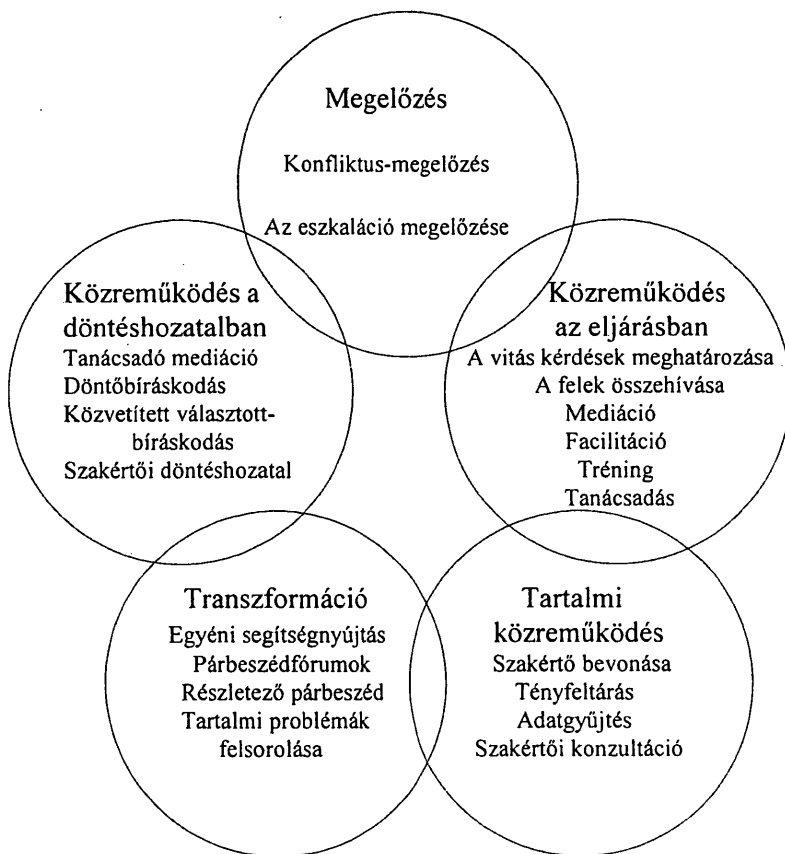 Megelőzés
Konfliktus-megelőzés
Az eszkaláció megelőzése
Közreműködés a
döntéshozatalban
Tanácsadó mediáció
Döntőbíráskodás
Közvetített választott-
bíráskodás
Szakértői döntéshozatal
Közreműködés
az eljárásban
A vitás kérdések meghatározása
A felek összehívása
Mediáció
Facilitáció
Tréning
Tanácsadás
Transzformáció
Egyéni segítségnyújtás
Párbeszédfórumok
Részletező párbeszéd
Tartalmi problémák
felsorolása
Tartalmi
közreműködés
Szakértő bevonása
Tényfeltárás
Adatgyűjtés
Szakértői konzultáció